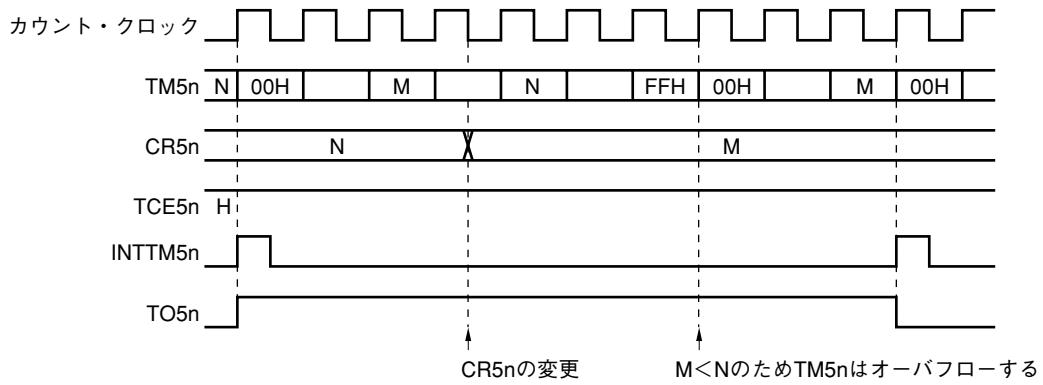 カウント・クロック
TM5n N 00H M N FFH 00H M 00H
CR5n N M
TCE5n H
INTTM5n
TO5n
CR5nの変更 M<NのためTM5nはオーバフローする